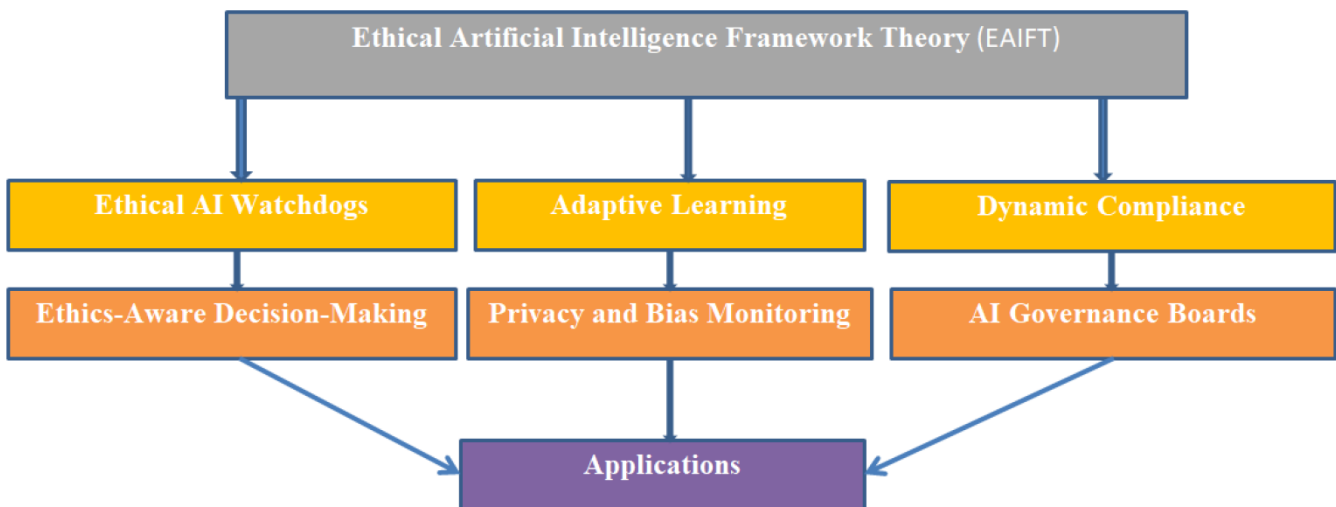 Ethical Artificial Intelligence Framework Theory (EAIFT)
Ethical AI Watchdogs
Adaptive Learning
Dynamic Compliance
Ethics-Aware Decision-Making
Privacy and Bias Monitoring
AI Governance Boards
Applications